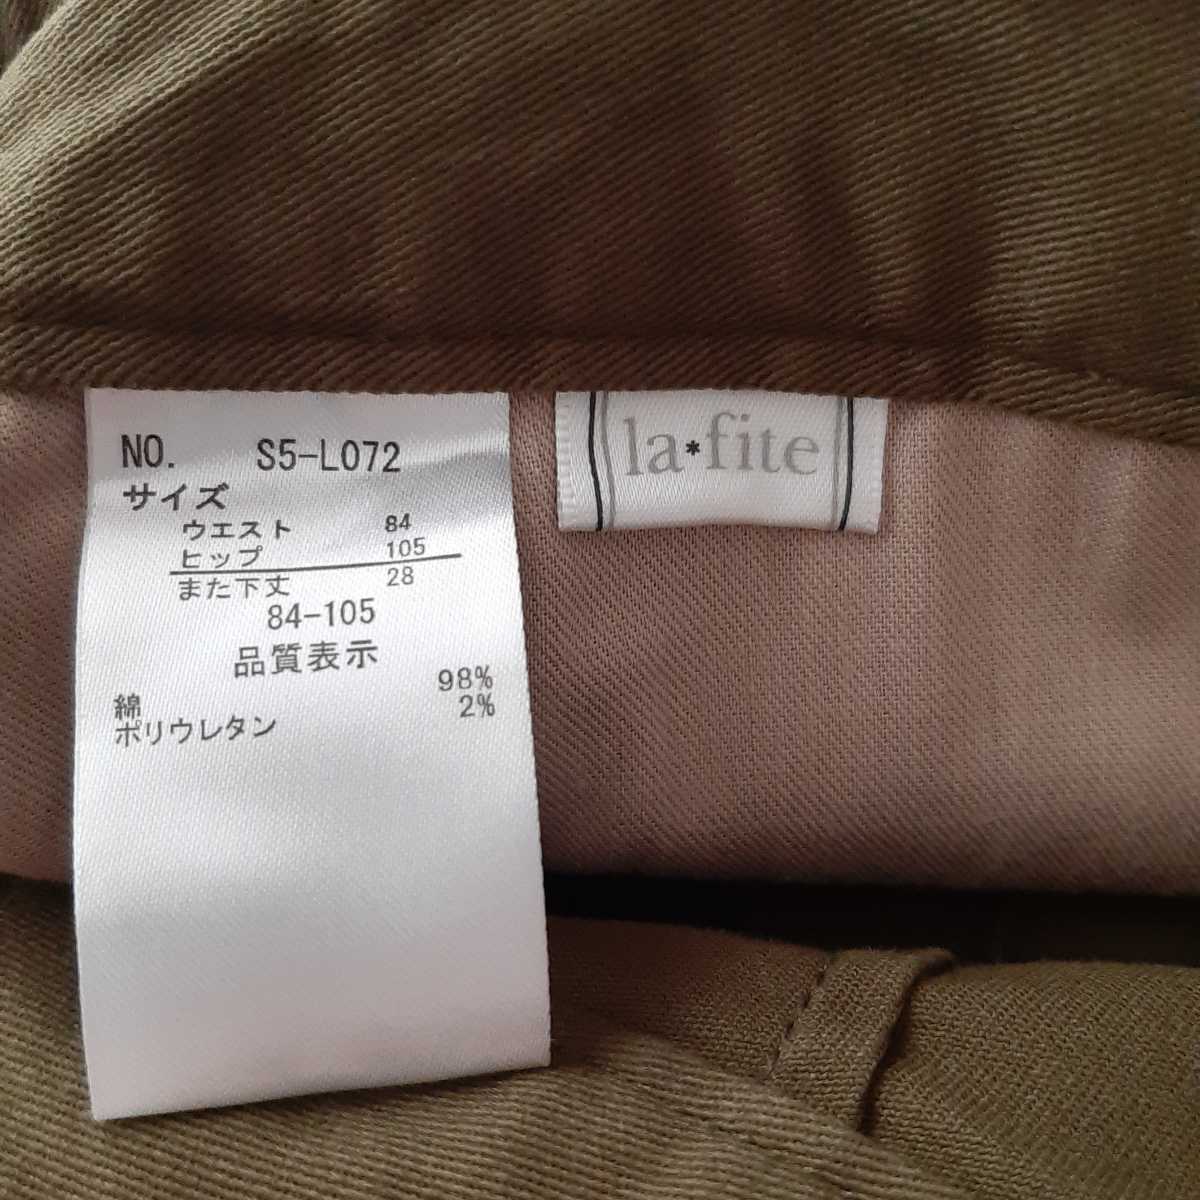 NO. S5-L072
サイズ
ウエスト 84
ヒップ 105
また下丈 28
84-105
品質表示
綿 98%
ポリウレタン 2%
la*fite